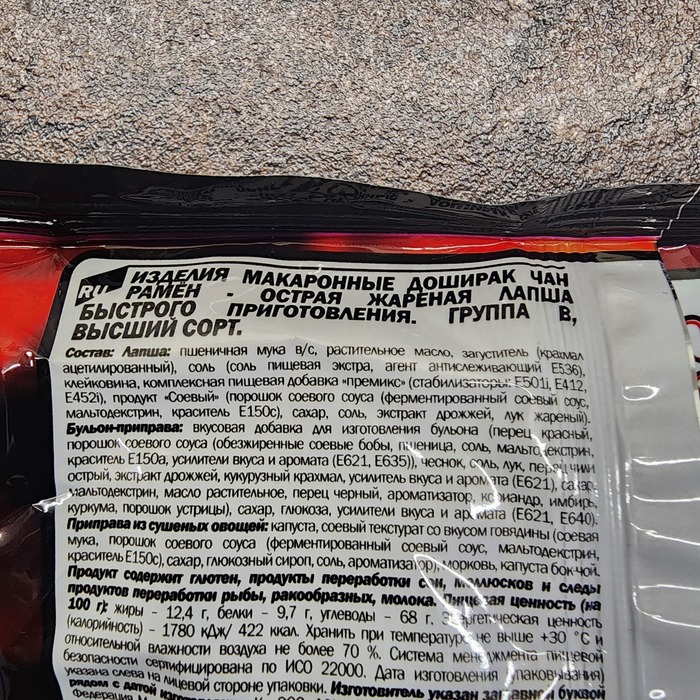 RU ИЗДЕЛИЯ МАКАРОННЫЕ ДОШИРАК ЧАН
РАМЕН - ОСТРАЯ ЖАРЕНАЯ ЛАПША
БЫСТРОГО ПРИГОТОВЛЕНИЯ. ГРУППА В,
ВЫСШИЙ СОРТ.
Состав: Лапша: пшеничная мука в/с, растительное масло, загуститель (крахмал
ацетилированный), соль (соль пищевая экстра, агент антислеживающий Е536),
клейковина, комплексная пищевая добавка «премикс» (стабилизаторы: Е501i, Е412,
Е452i), продукт «Соевый» (порошок соевого соуса (ферментированный соевый соус,
мальтодекстрин, краситель Е150с), сахар, соль, экстракт дрожжей, лук жареный).
Бульон-приправа: вкусовая добавка для изготовления бульона (перец красный,
порошок соевого соуса (обезжиренные соевые бобы, пшеница, соль, мальтодекстрин,
краситель Е150а, усилители вкуса и аромата (Е621, Е635)), чеснок, соль, лук, перец чили
острый, экстракт дрожжей, кукурузный крахмал, усилитель вкуса и аромата (Е621), сахар,
мальтодекстрин, масло растительное, перец черный, ароматизатор, кориандр, имбирь,
куркума, порошок устрицы), сахар, глюкоза, усилители вкуса и аромата (Е621, Е640).
Приправа из сушеных овощей: капуста, соевый текстурат со вкусом говядины (соевая
мука, порошок соевого соуса (ферментированный соевый соус, мальтодекстрин,
краситель Е150с), сахар, глюкозный сироп, соль, ароматизатор), морковь, капуста бок-чой.
Продукт содержит глютен, продукты переработки сои, моллюсков и следы
продуктов переработки рыбы, ракообразных, молока. Пищевая ценность (на
100 г): жиры - 12,4 г, белки - 9,7 г, углеводы - 68 г. Энергетическая ценность
(калорийность) - 1780 кДж/ 422 ккал. Хранить при температуре не выше +30 °С и
относительной влажности воздуха не более 70 %. Система менеджмента пищевой
безопасности сертифицирована по ИСО 22000. Дата изготовления (упаковывания)
указана слева на лицевой стороне упаковки. Изготовитель указан заглавной буквой
рядом с датой